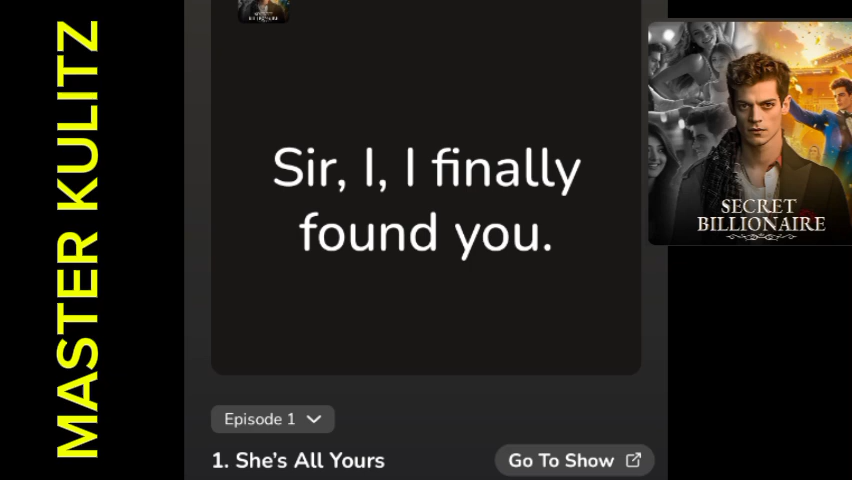 MASTER KULITZ
Sir, I, I finally
found you.
Episode 1
1. She's All Yours
Go To Show
SECRET
BILLIONAIRE